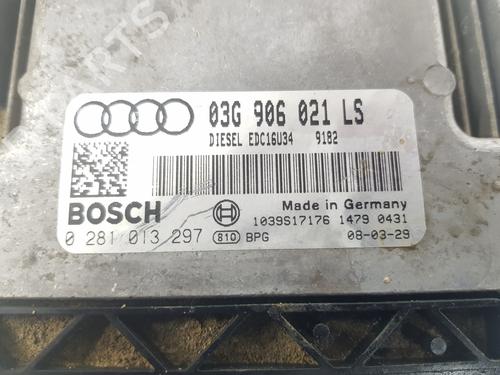 PARTS
03G 906 021 LS
DIESEL EDC16U34 9182
BOSCH
Made in Germany
1039S17176 1479 0431
0 281 013 297 810 BPG 08-03-29